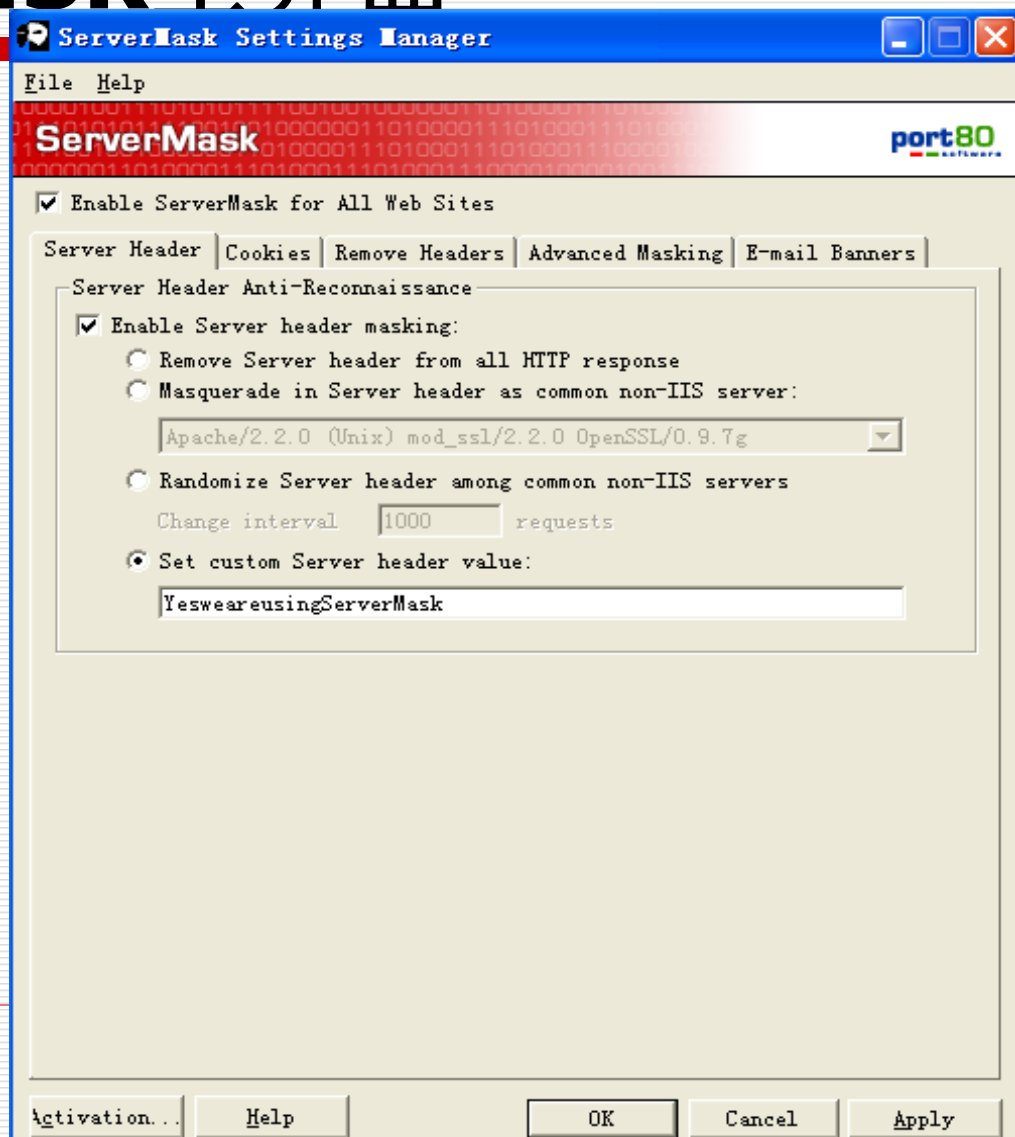 ServerMask Settings Manager
File Help
ServerMask
port80
software
Enable ServerMask for All Web Sites
Server Header Cookies Remove Headers Advanced Masking E-mail Banners
Server Header Anti-Reconnaissance
Enable Server header masking:
Remove Server header from all HTTP response
Masquerade in Server header as common non-IIS server:
Apache/2.2.0 (Unix) mod_ssl/2.2.0 OpenSSL/0.9.7g
Randomize Server header among common non-IIS servers
Change interval 1000 requests
Set custom Server header value:
YesweareusingServerMask
Activation... Help OK Cancel Apply